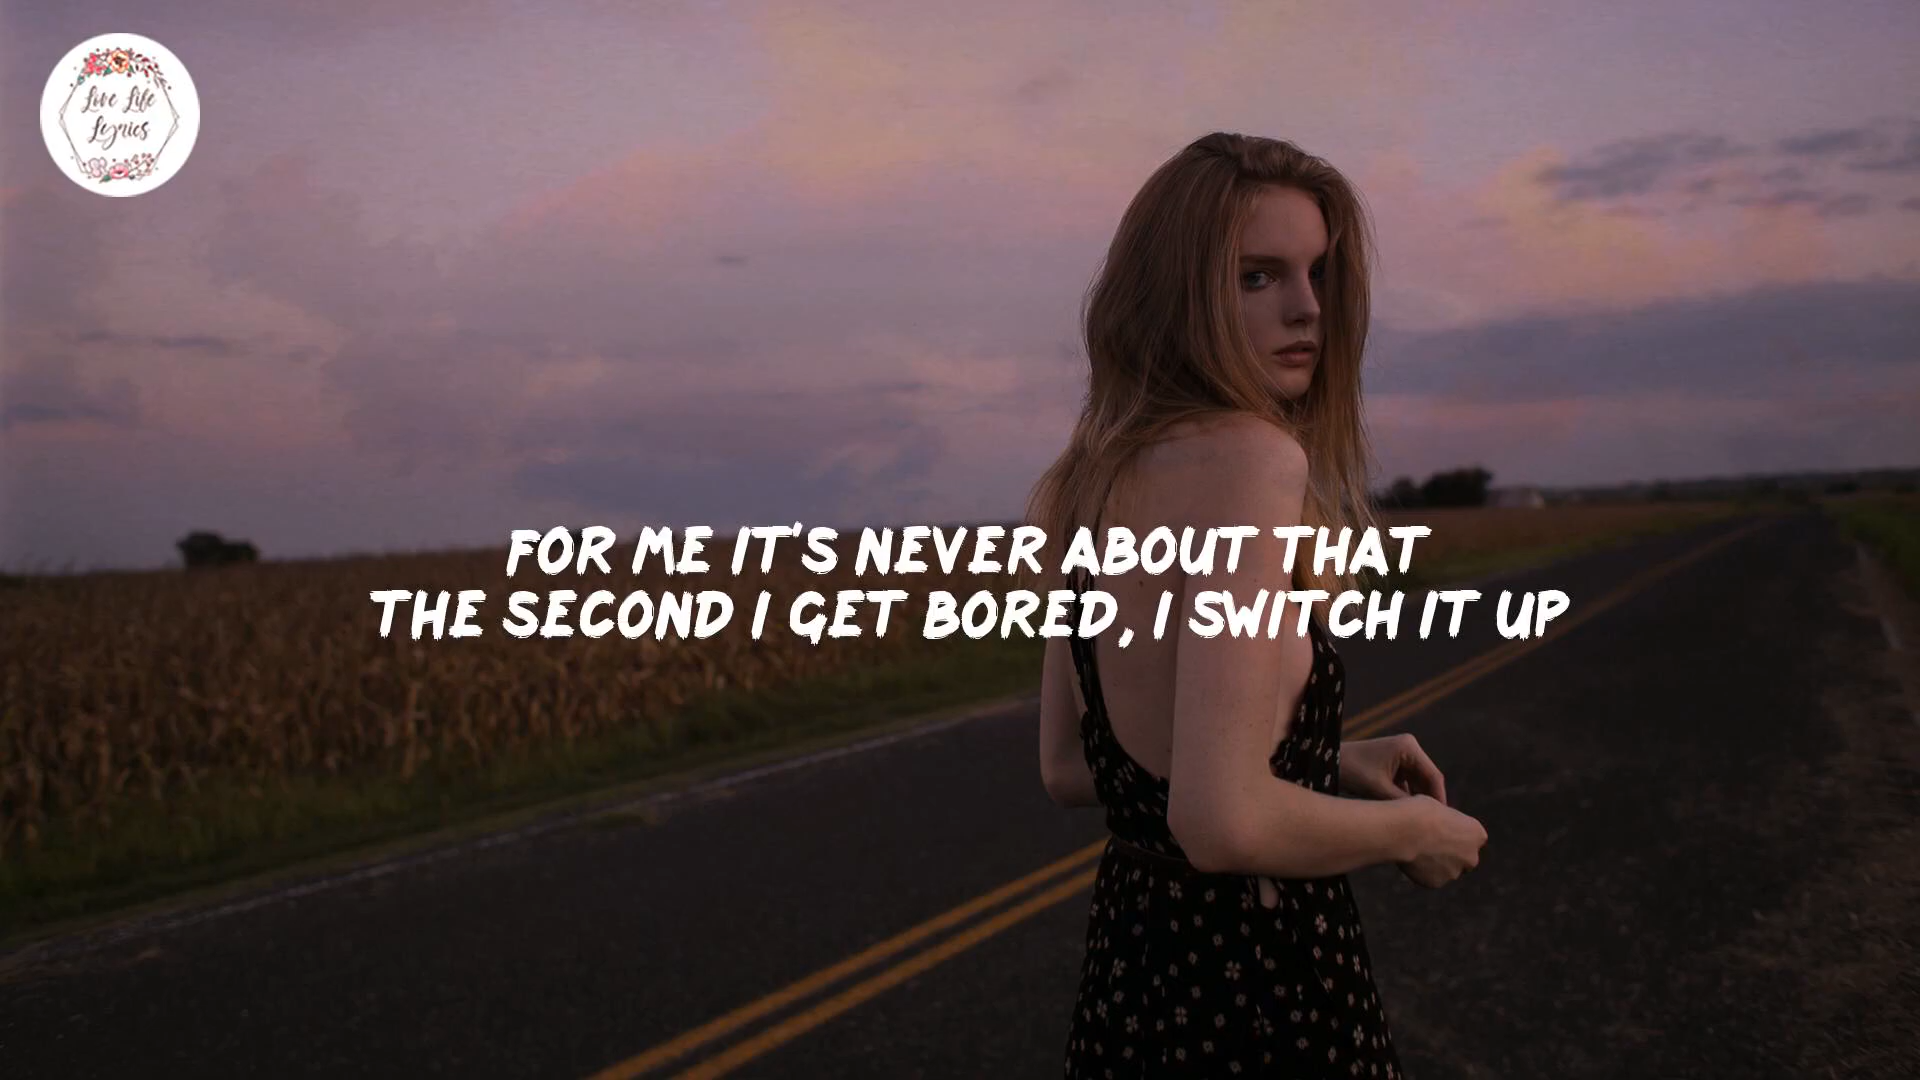 Love Life
Lyrics
FOR ME IT'S NEVER ABOUT THAT
THE SECOND I GET BORED, I SWITCH IT UP